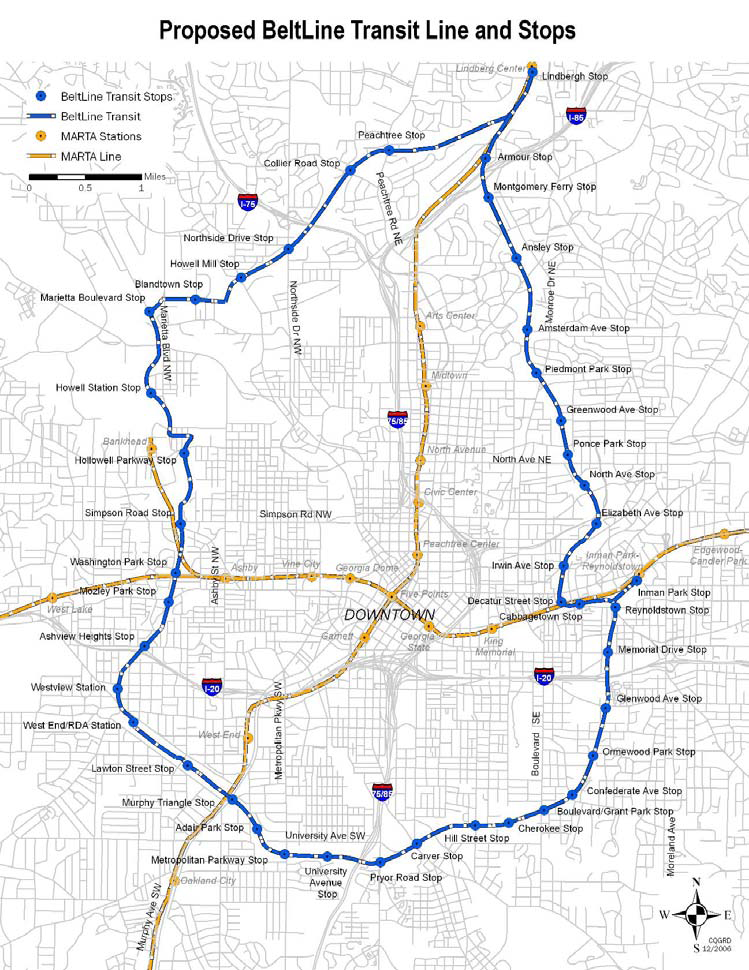 Proposed BeltLine Transit Line and Stops
Lindberg Center
Lindbergh Stop
BeltLine Transit Stops
BeltLine Transit
MARTA Stations
MARTA Line
0 0.5 1
Miles
I-85
Peachtree Stop
Collier Road Stop
Armour Stop
Peachtree Rd NE
Montgomery Ferry Stop
I-75
Northside Drive Stop
Ansley Stop
Howell Mill Stop
Monroe Dr NE
Blandtown Stop
Marietta Boulevard Stop
Northside Dr NW
Marietta Blvd NW
Arts Center
Amsterdam Ave Stop
Piedmont Park Stop
Midtown
Howell Station Stop
Greenwood Ave Stop
75/85
Bankhead
Ponce Park Stop
North Avenue
North Ave NE
Hollowell Parkway Stop
North Ave Stop
Civic Center
Simpson Road Stop
Simpson Rd NW
Elizabeth Ave Stop
Peachtree Center
Inman Park-
Reynoldstown
Edgewood-
Candler Park
Washington Park Stop
Ashby St NW
Ashby
Vine City
Georgia Dome
Irwin Ave Stop
Mozley Park Stop
Five Points
Inman Park Stop
West Lake
Decatur Street Stop
Reynoldstown Stop
DOWNTOWN
Cabbagetown Stop
Ashview Heights Stop
Garnett
Georgia
State
King
Memorial
Memorial Drive Stop
I-20
I-20
Westview Station
Metropolitan Pkwy SW
Glenwood Ave Stop
West End/RDA Station
West End
Boulevard SE
Ormewood Park Stop
Lawton Street Stop
75/85
Confederate Ave Stop
Murphy Triangle Stop
Boulevard/Grant Park Stop
Adair Park Stop
University Ave SW
Cherokee Stop
Hill Street Stop
Moreland Ave
Metropolitan Parkway Stop
Carver Stop
University
Avenue
Stop
Pryor Road Stop
Oakland City
Murphy Ave SW
N
W E
S
CQGRD
12/2006